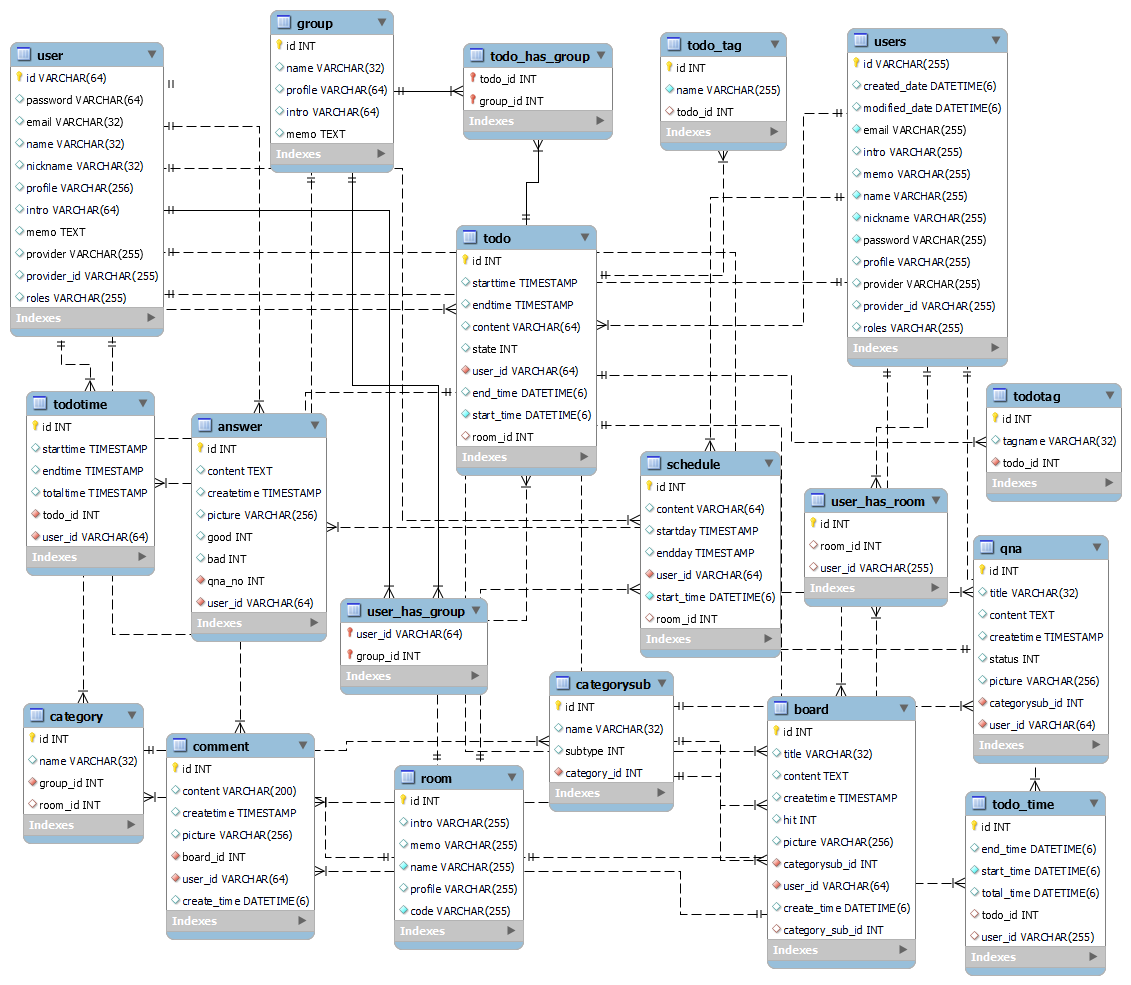 user
id VARCHAR(64)
password VARCHAR(64)
email VARCHAR(32)
name VARCHAR(32)
nickname VARCHAR(32)
profile VARCHAR(256)
intro VARCHAR(64)
memo TEXT
provider VARCHAR(255)
provider_id VARCHAR(255)
roles VARCHAR(255)
Indexes
group
id INT
name VARCHAR(32)
profile VARCHAR(64)
intro VARCHAR(64)
memo TEXT
Indexes
todo_has_group
todo_id INT
group_id INT
Indexes
todo_tag
id INT
name VARCHAR(255)
todo_id INT
Indexes
users
id VARCHAR(255)
created_date DATETIME(6)
modified_date DATETIME(6)
email VARCHAR(255)
intro VARCHAR(255)
memo VARCHAR(255)
name VARCHAR(255)
nickname VARCHAR(255)
password VARCHAR(255)
profile VARCHAR(255)
provider VARCHAR(255)
provider_id VARCHAR(255)
roles VARCHAR(255)
Indexes
todo
id INT
starttime TIMESTAMP
endtime TIMESTAMP
content VARCHAR(64)
state INT
user_id VARCHAR(64)
end_time DATETIME(6)
start_time DATETIME(6)
room_id INT
Indexes
todotime
id INT
starttime TIMESTAMP
endtime TIMESTAMP
totaltime TIMESTAMP
todo_id INT
user_id VARCHAR(64)
Indexes
answer
id INT
content TEXT
createtime TIMESTAMP
picture VARCHAR(256)
good INT
bad INT
qna_no INT
user_id VARCHAR(64)
Indexes
schedule
id INT
content VARCHAR(64)
startday TIMESTAMP
endday TIMESTAMP
user_id VARCHAR(64)
start_time DATETIME(6)
room_id INT
Indexes
todotag
id INT
tagname VARCHAR(32)
todo_id INT
Indexes
user_has_room
id INT
room_id INT
user_id VARCHAR(255)
Indexes
qna
id INT
title VARCHAR(32)
content TEXT
createtime TIMESTAMP
status INT
picture VARCHAR(256)
categorysub_id INT
user_id VARCHAR(64)
Indexes
user_has_group
user_id VARCHAR(64)
group_id INT
Indexes
category
id INT
name VARCHAR(32)
group_id INT
room_id INT
Indexes
comment
id INT
content VARCHAR(200)
createtime TIMESTAMP
picture VARCHAR(256)
board_id INT
user_id VARCHAR(64)
create_time DATETIME(6)
Indexes
room
id INT
intro VARCHAR(255)
memo VARCHAR(255)
name VARCHAR(255)
profile VARCHAR(255)
code VARCHAR(255)
Indexes
categorysub
id INT
name VARCHAR(32)
subtype INT
category_id INT
Indexes
board
id INT
title VARCHAR(32)
content TEXT
createtime TIMESTAMP
hit INT
picture VARCHAR(256)
categorysub_id INT
user_id VARCHAR(64)
create_time DATETIME(6)
category_sub_id INT
Indexes
todo_time
id INT
end_time DATETIME(6)
start_time DATETIME(6)
total_time DATETIME(6)
todo_id INT
user_id VARCHAR(255)
Indexes